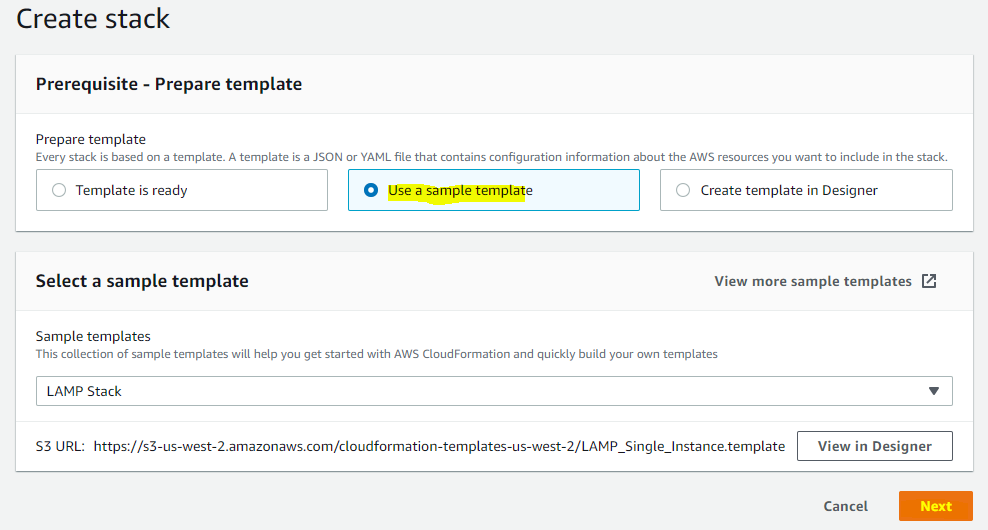 Create stack
Prerequisite - Prepare template
Prepare template
Every stack is based on a template. A template is a JSON or YAML file that contains configuration information about the AWS resources you want to include in the stack.
Template is ready
Use a sample template
Create template in Designer
Select a sample template
View more sample templates
Sample templates
This collection of sample templates will help you get started with AWS CloudFormation and quickly build your own templates
LAMP Stack
S3 URL: https://s3-us-west-2.amazonaws.com/cloudformation-templates-us-west-2/LAMP_Single_Instance.template
View in Designer
Cancel
Next